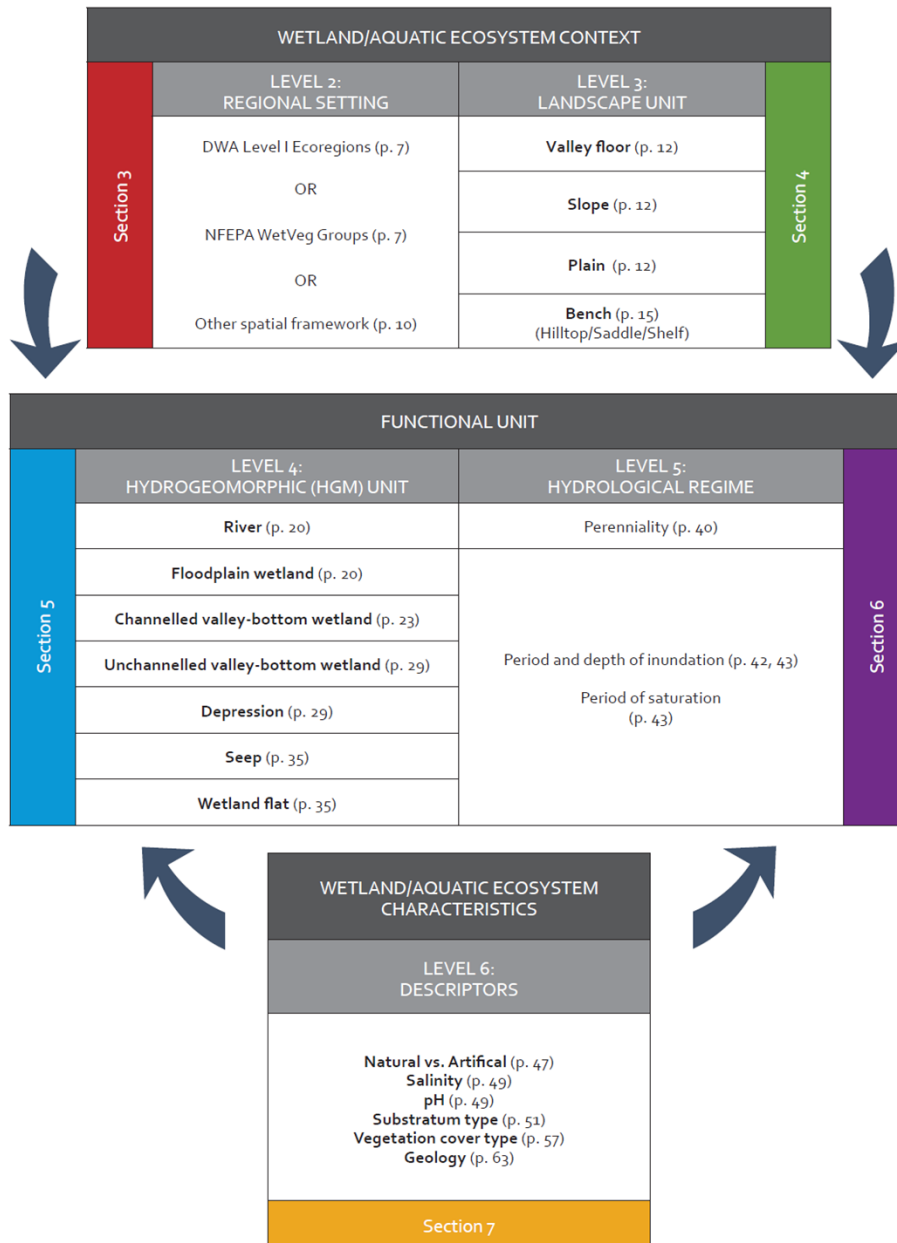 WETLAND/AQUATIC ECOSYSTEM CONTEXT
Section 3
LEVEL 2:
REGIONAL SETTING
DWA Level I Ecoregions (p. 7)
OR
NFEPA WetVeg Groups (p. 7)
OR
Other spatial framework (p. 10)
LEVEL 3:
LANDSCAPE UNIT
Valley floor (p. 12)
Slope (p. 12)
Plain (p. 12)
Bench (p. 15)
(Hilltop/Saddle/Shelf)
Section 4
FUNCTIONAL UNIT
Section 5
LEVEL 4:
HYDROGEOMORPHIC (HGM) UNIT
River (p. 20)
Floodplain wetland (p. 20)
Channelled valley-bottom wetland (p. 23)
Unchannelled valley-bottom wetland (p. 29)
Depression (p. 29)
Seep (p. 35)
Wetland flat (p. 35)
LEVEL 5:
HYDROLOGICAL REGIME
Perenniality (p. 40)
Period and depth of inundation (p. 42, 43)
Period of saturation
(p. 43)
Section 6
WETLAND/AQUATIC ECOSYSTEM
CHARACTERISTICS
LEVEL 6:
DESCRIPTORS
Natural vs. Artifical (p. 47)
Salinity (p. 49)
pH (p. 49)
Substratum type (p. 51)
Vegetation cover type (p. 57)
Geology (p. 63)
Section 7